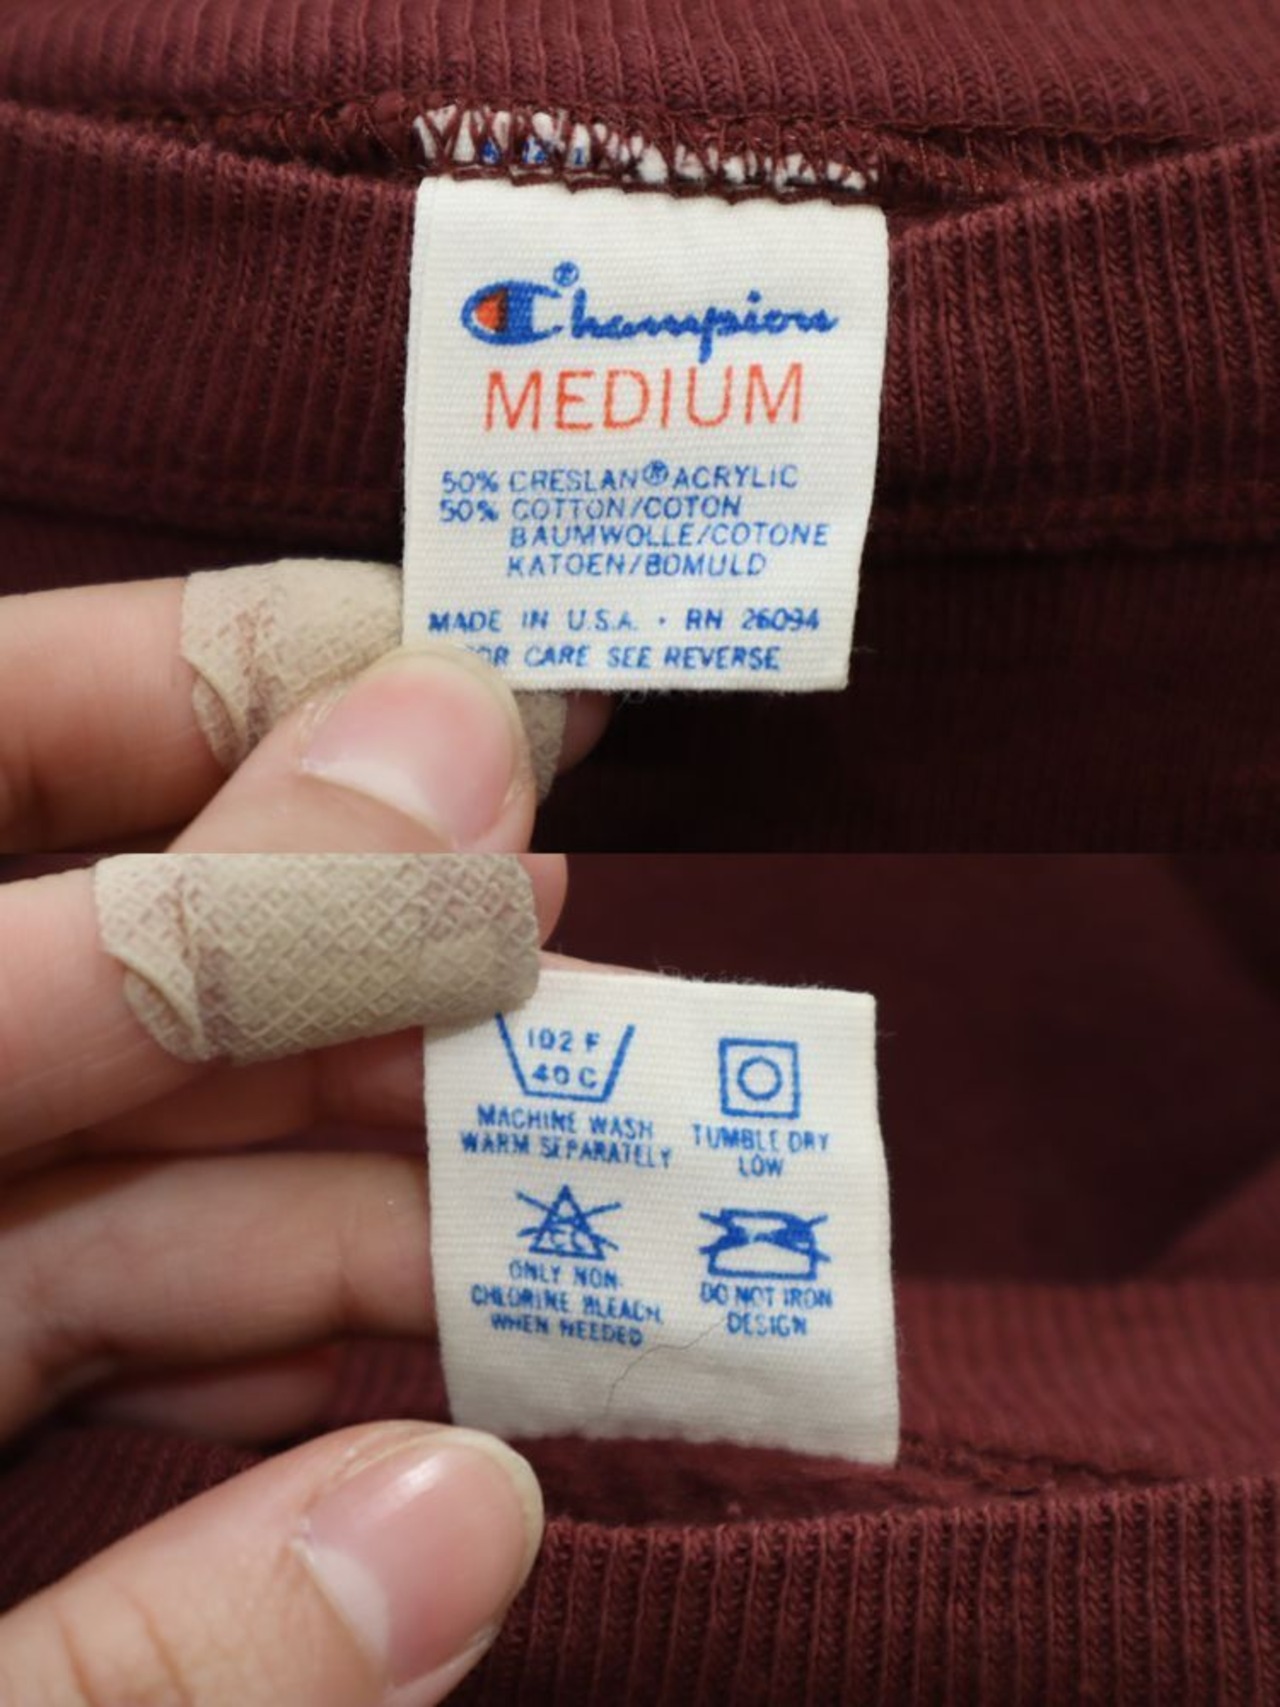 Champion®
MEDIUM
50% CRESLAN® ACRYLIC
50% COTTON/COTON
BAUMWOLLE/COTONE
KATOEN/BOMULD
MADE IN U.S.A. · RN 26094
OR CARE SEE REVERSE
102 F
40 C
MACHINE WASH
WARM SEPARATELY
TUMBLE DRY
LOW
CL
ONLY NON-
CHLORINE BLEACH,
WHEN NEEDED
DO NOT IRON
DESIGN